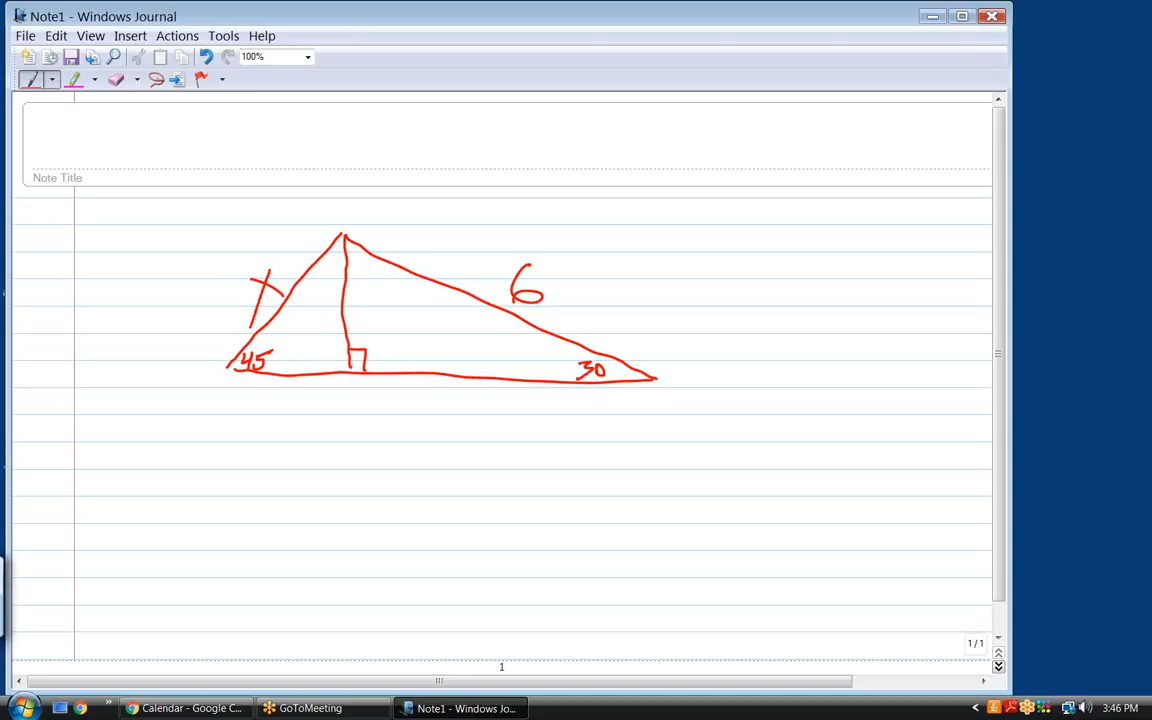 Note1 - Windows Journal
File Edit View Insert Actions Tools Help
100%
Note Title
x
6
45
30
1 / 1
1
Calendar - Google C...
GoToMeeting
Note1 - Windows Jo...
3:46 PM